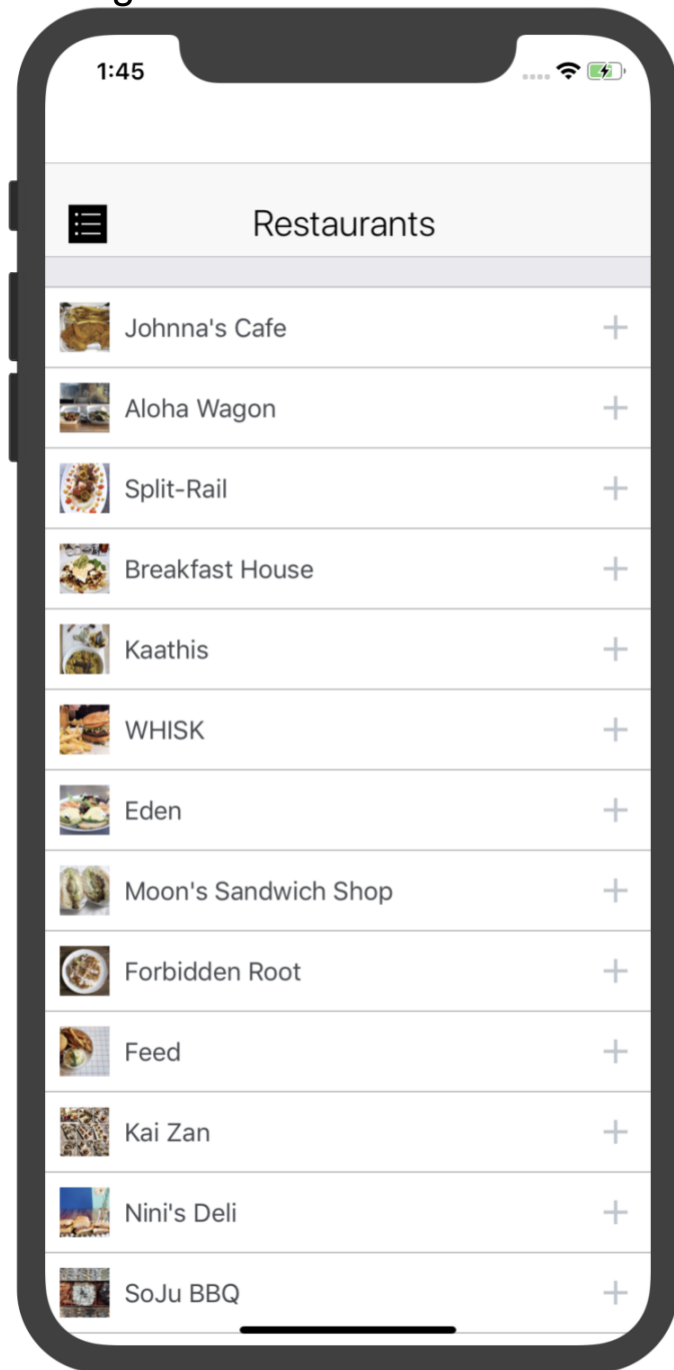 1:45
Restaurants
Johnna's Cafe
Aloha Wagon
Split-Rail
Breakfast House
Kaathis
WHISK
Eden
Moon's Sandwich Shop
Forbidden Root
Feed
Kai Zan
Nini's Deli
SoJu BBQ